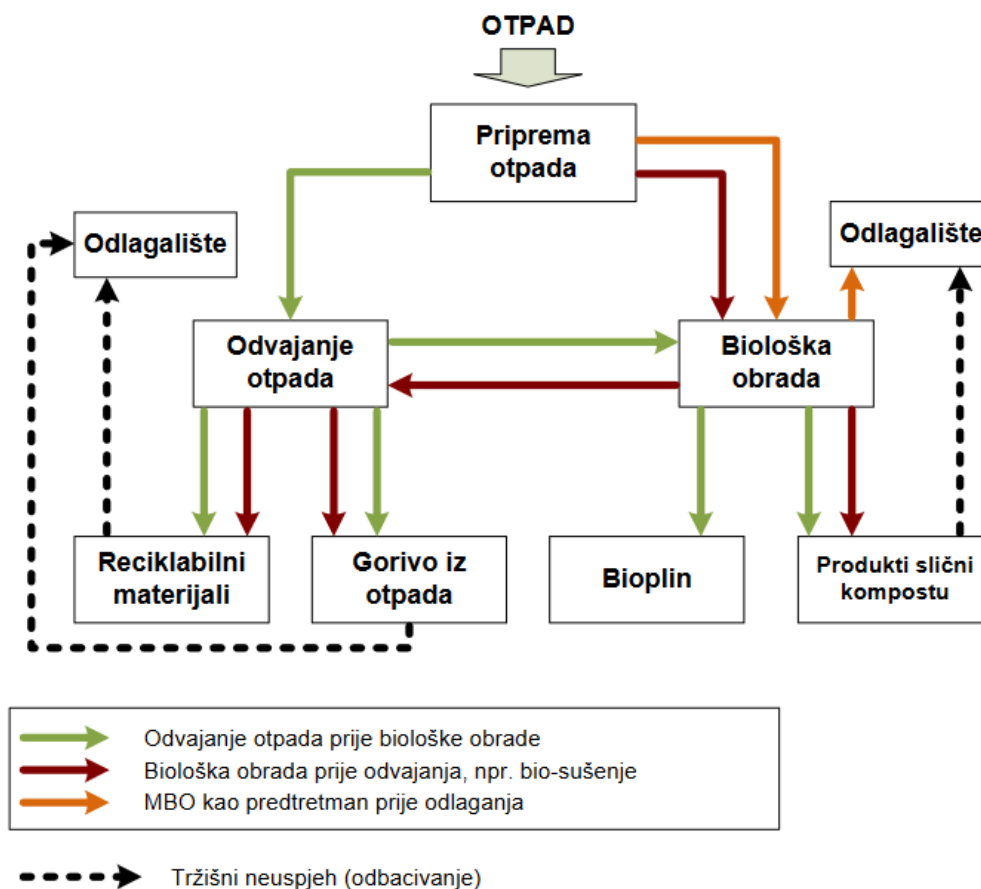 OTPAD
Priprema
otpada
Odlagalište
Odlagalište
Odvajanje
otpada
Biološka
obrada
Reciklabilni
materijali
Gorivo iz
otpada
Bioplin
Produkti slični
kompostu
Odvajanje otpada prije biološke obrade
Biološka obrada prije odvajanja, npr. bio-sušenje
MBO kao predtretman prije odlaganja
Tržišni neuspjeh (odbacivanje)